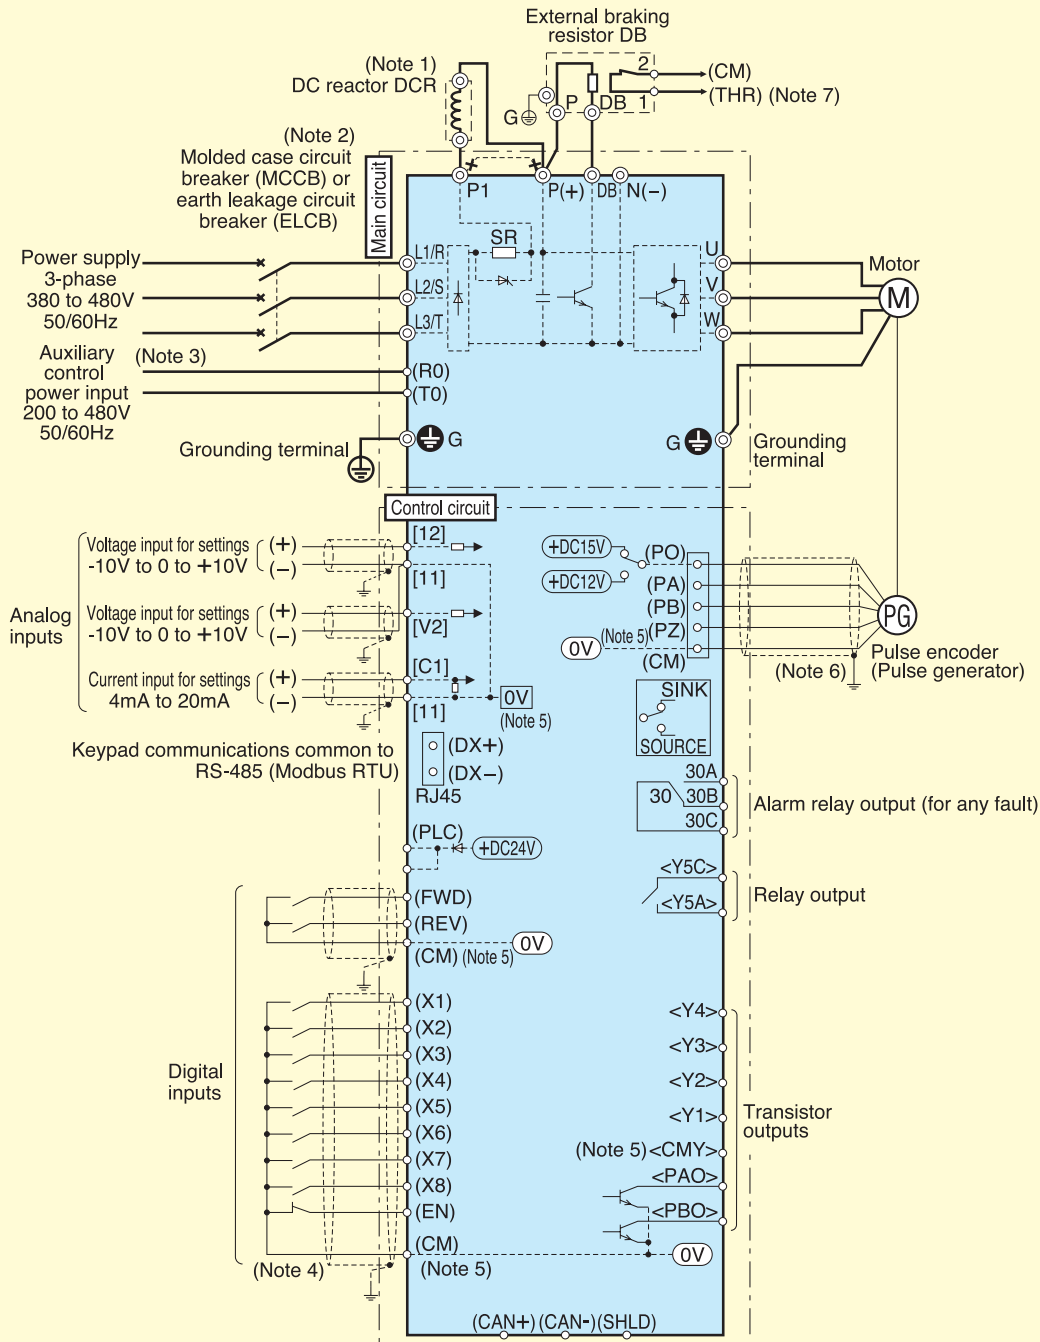 External braking
resistor DB
(Note 1)
DC reactor DCR
2
(CM)
P
DB
1
(THR) (Note 7)
G
(Note 2)
Molded case circuit
breaker (MCCB) or
earth leakage circuit
breaker (ELCB)
Main circuit
P1
P(+)
DB
N(-)
SR
L1/R
L2/S
L3/T
U
V
W
Power supply
3-phase
380 to 480V
50/60Hz
Motor
M
Auxiliary
control
power input
200 to 480V
50/60Hz
(Note 3)
(R0)
(T0)
Grounding terminal
G
G
Grounding
terminal
Control circuit
Analog
inputs
Voltage input for settings
-10V to 0 to +10V
(+)
(-)
[12]
[11]
Voltage input for settings
-10V to 0 to +10V
(+)
(-)
[V2]
Current input for settings
4mA to 20mA
(+)
(-)
[C1]
[11]
0V
(Note 5)
+DC15V
+DC12V
(PO)
(PA)
(PB)
(PZ)
(CM)
0V
(Note 5)
PG
(Note 6)
Pulse encoder
(Pulse generator)
SINK
SOURCE
Keypad communications common to
RS-485 (Modbus RTU)
(DX+)
(DX-)
RJ45
30
30A
30B
30C
Alarm relay output (for any fault)
(PLC)
+DC24V
<Y5C>
<Y5A>
Relay output
Digital
inputs
(FWD)
(REV)
(CM) (Note 5)
0V
(X1)
(X2)
(X3)
(X4)
(X5)
(X6)
(X7)
(X8)
(EN)
(CM)
(Note 5)
(Note 4)
<Y4>
<Y3>
<Y2>
<Y1>
(Note 5) <CMY>
<PAO>
<PBO>
0V
Transistor
outputs
(CAN+) (CAN-) (SHLD)